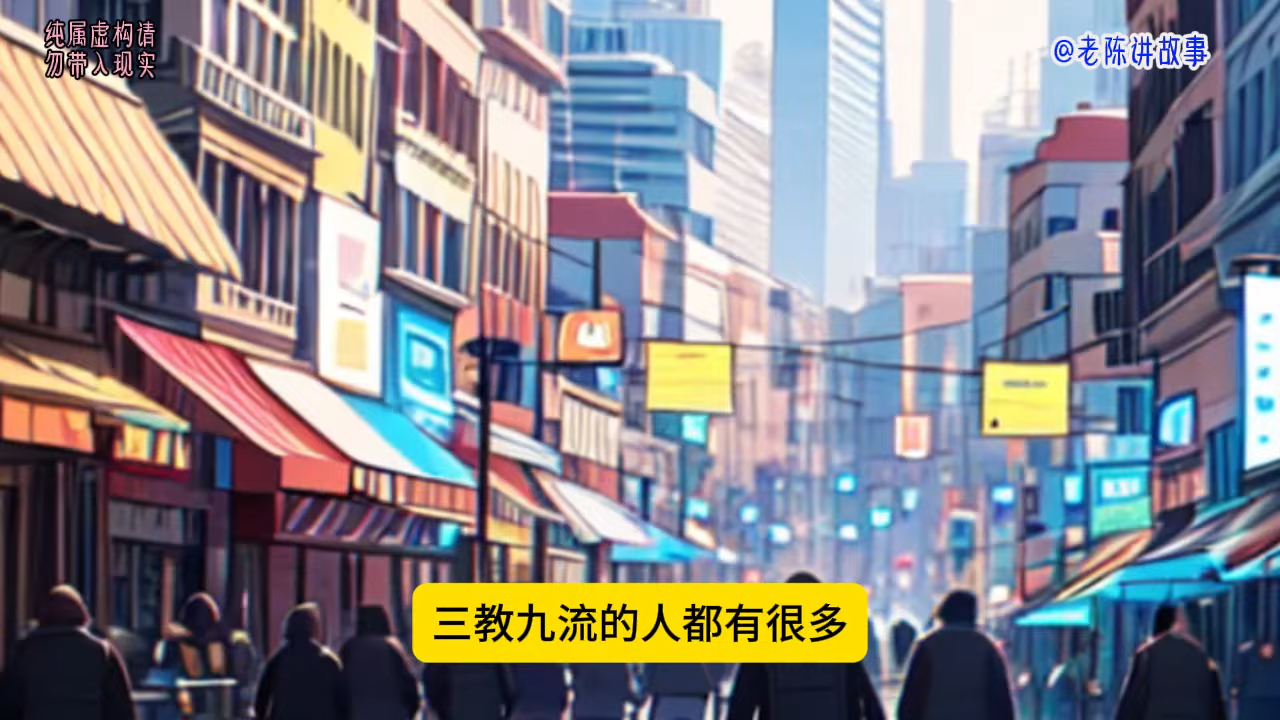 纯属虚构请
勿带入现实
@老陈讲故事
三教九流的人都有很多